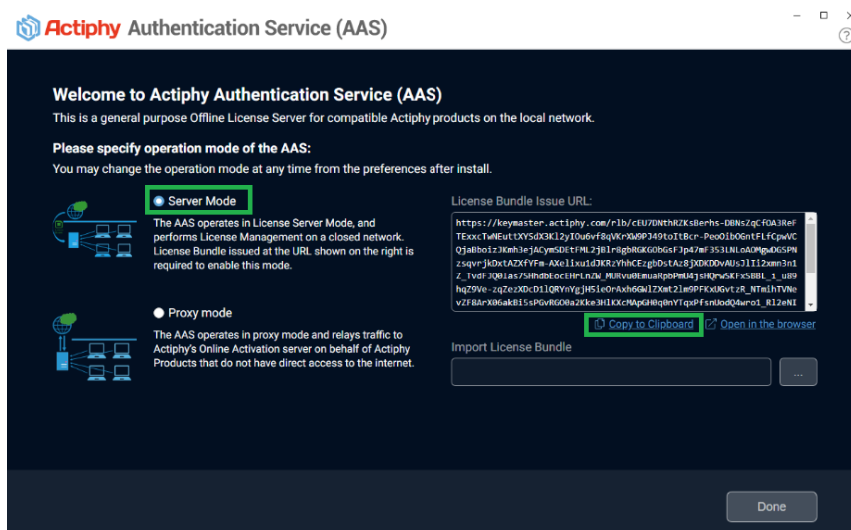 Actiphy Authentication Service (AAS)
Welcome to Actiphy Authentication Service (AAS)
This is a general purpose Offline License Server for compatible Actiphy products on the local network.
Please specify operation mode of the AAS:
You may change the operation mode at any time from the preferences after install.
Server Mode
The AAS operates in License Server Mode, and
performs License Management on a closed network.
License Bundle issued at the URL shown on the right is
required to enable this mode.
Proxy mode
The AAS operates in proxy mode and relays traffic to
Actiphy's Online Activation server on behalf of Actiphy
Products that do not have direct access to the internet.
License Bundle Issue URL:
Copy to Clipboard
Open in the browser
Import License Bundle
...
Done